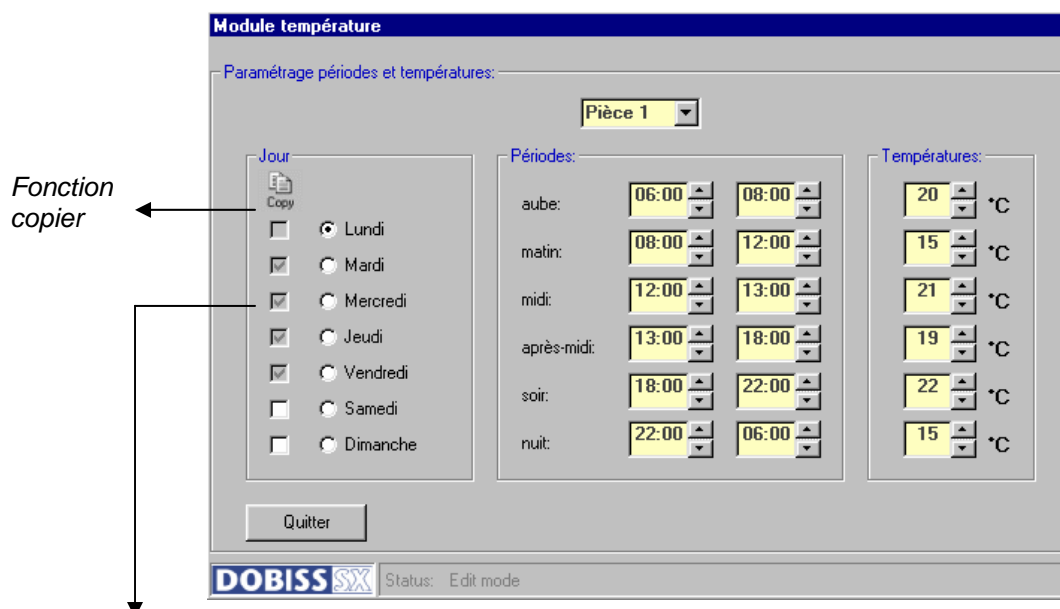 Module température
Paramétrage périodes et températures:
Pièce 1
Jour
Périodes:
Températures:
Fonction
copier
Copy
Lundi
Mardi
Mercredi
Jeudi
Vendredi
Samedi
Dimanche
aube: 06:00 08:00 20 °C
matin: 08:00 12:00 15 °C
midi: 12:00 13:00 21 °C
après-midi: 13:00 18:00 19 °C
soir: 18:00 22:00 22 °C
nuit: 22:00 06:00 15 °C
Quitter
DOBISS SX Status: Edit mode